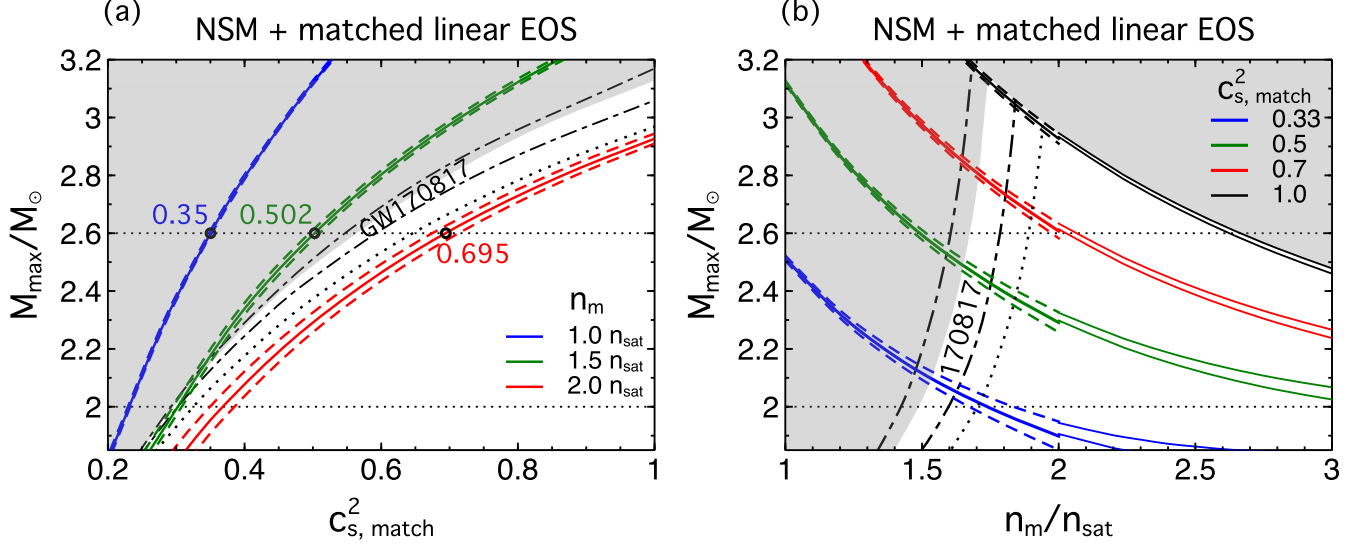 (a)
NSM + matched linear EOS
3.2
3
2.8
2.6
2.4
2.2
2
M_max/M_⊙
0.35
0.502
GW170817
0.695
n_m
1.0 n_sat
1.5 n_sat
2.0 n_sat
0.2
0.4
0.6
0.8
1
c²_s, match
(b)
NSM + matched linear EOS
3.2
3
2.8
2.6
2.4
2.2
2
M_max/M_⊙
c²_s, match
0.33
0.5
0.7
1.0
170817
1
1.5
2
2.5
3
n_m/n_sat